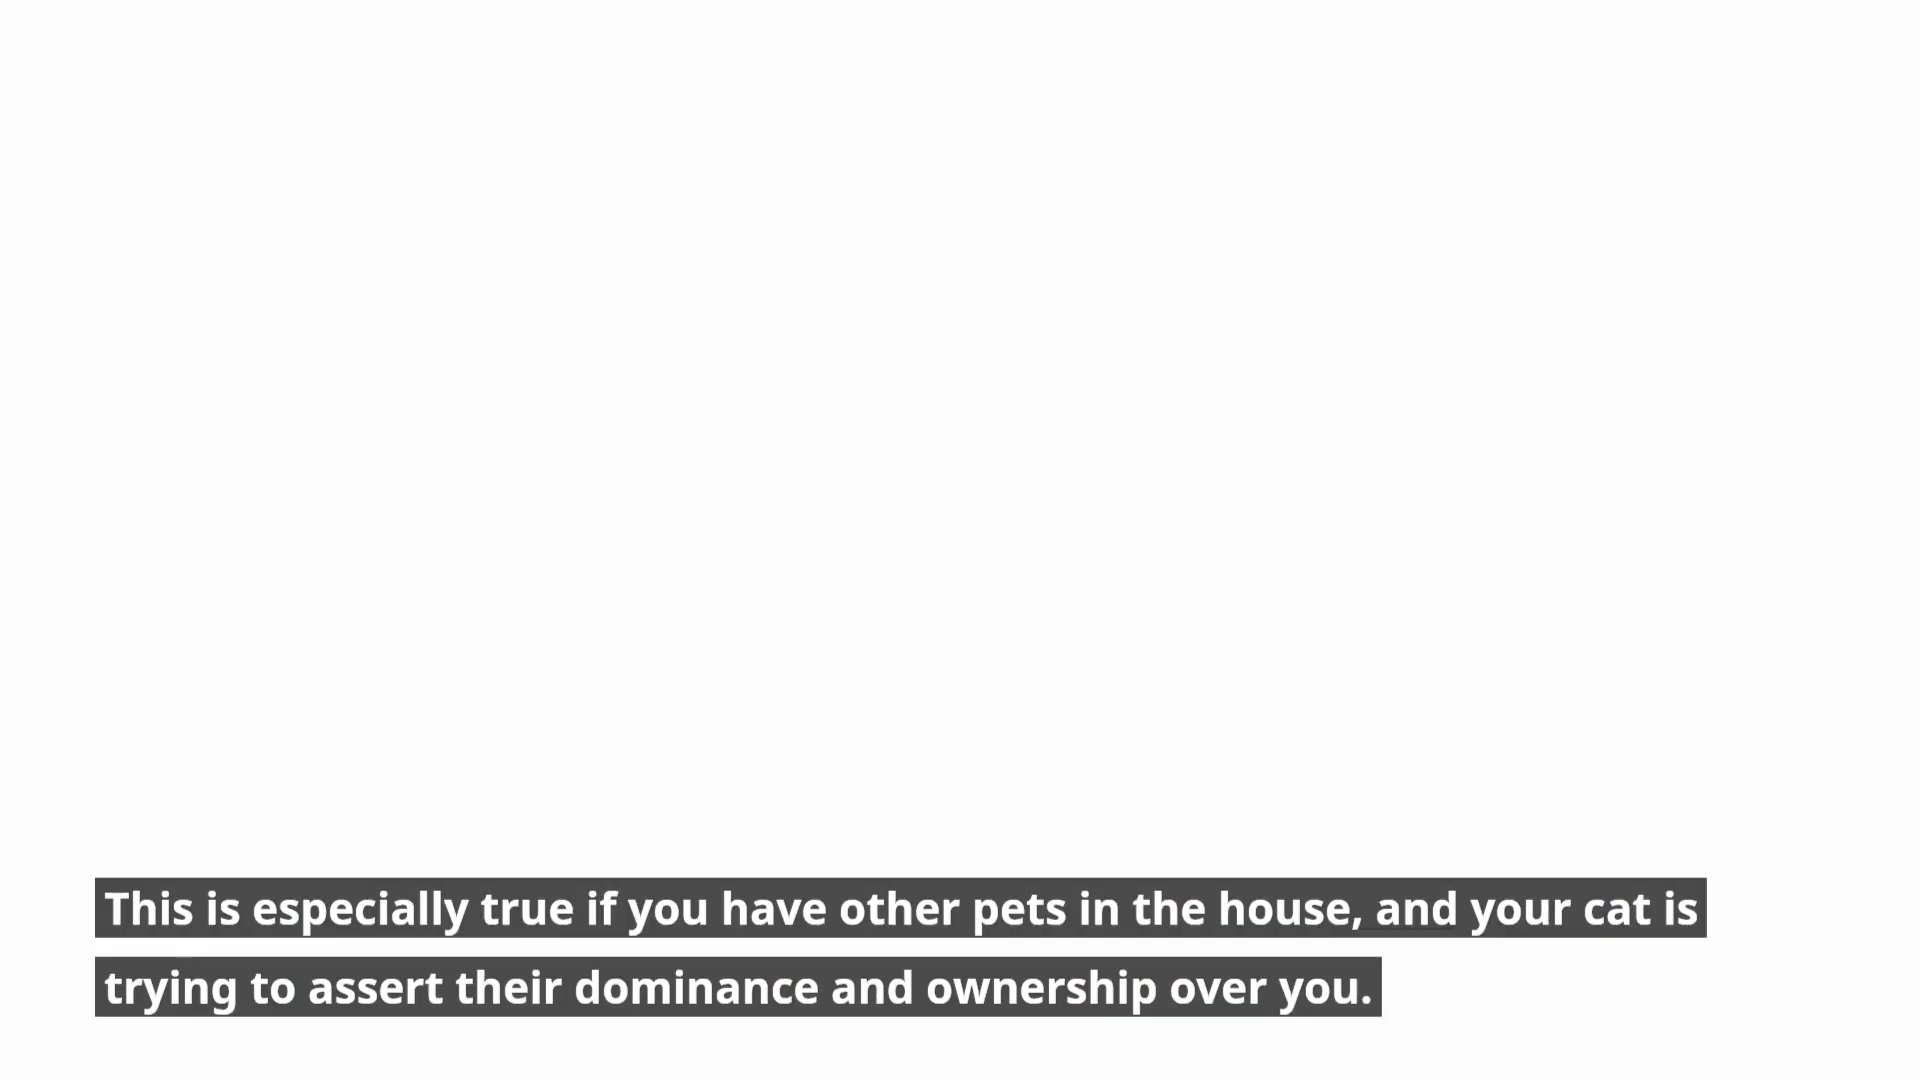 This is especially true if you have other pets in the house, and your cat is
trying to assert their dominance and ownership over you.